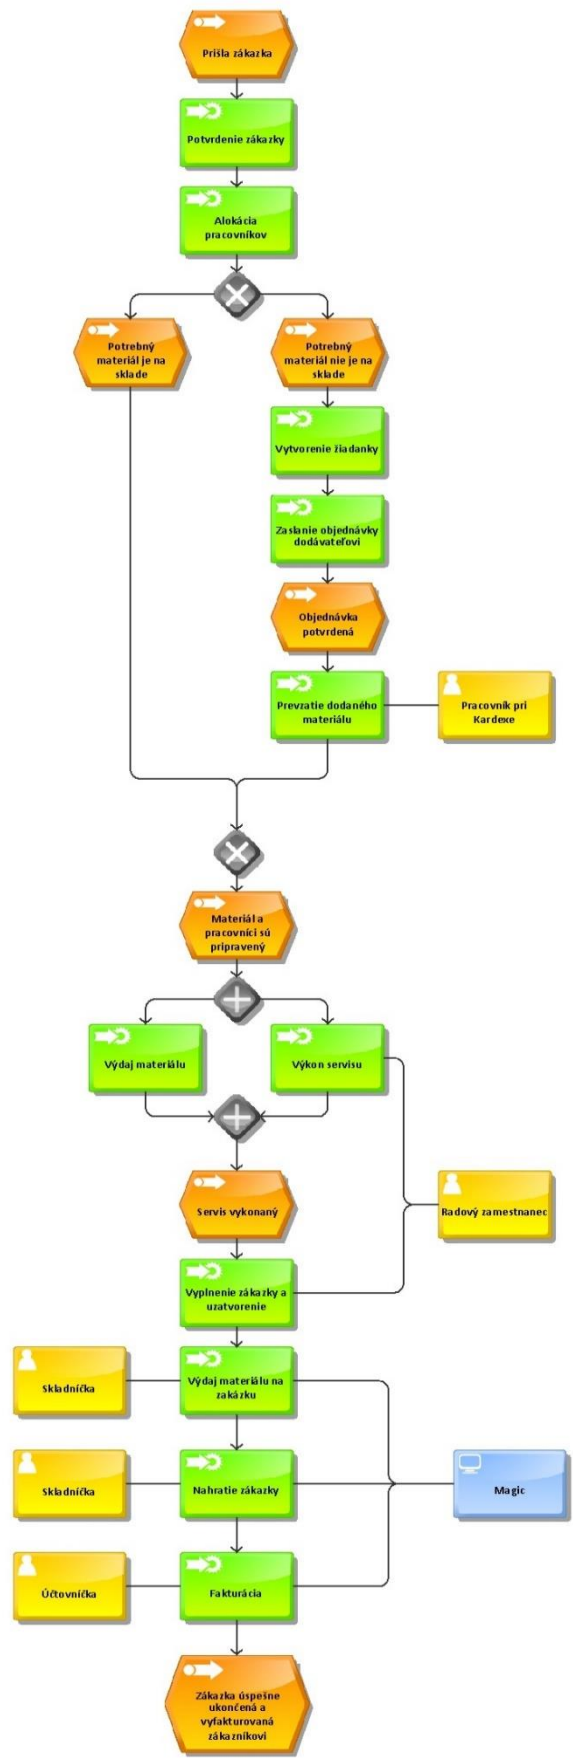 Prišla zákazka
Potvrdenie zákazky
Alokácia
pracovníkov
Potrebný
materiál je na
sklade
Potrebný
materiál nie je na
sklade
Vytvorenie žiadanky
Zaslanie objednávky
dodávateľovi
Objednávka
potvrdená
Prevzatie dodaného
materiálu
Pracovník pri
Kardexe
Materiál a
pracovníci sú
pripravený
Výdaj materiálu
Výkon servisu
Servis vykonaný
Radový zamestnanec
Vyplnenie zákazky a
uzatvorenie
Skladníčka
Výdaj materiálu na
zakázku
Skladníčka
Nahratie zákazky
Magic
Účtovníčka
Fakturácia
Zákazka úspešne
ukončená a
vyfakturovaná
zákazníkovi